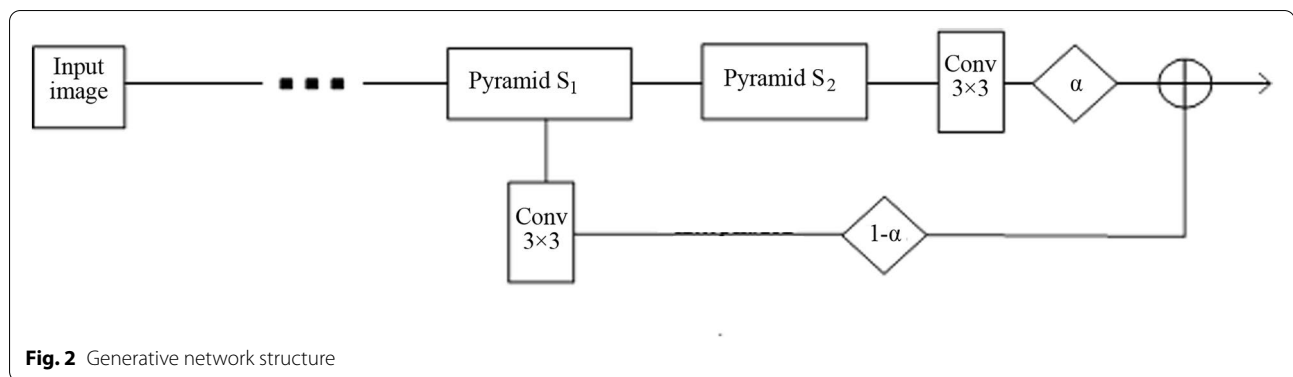 Input
image
Pyramid S₁
Pyramid S₂
Conv
3×3
α
Conv
3×3
1-α
Fig. 2 Generative network structure